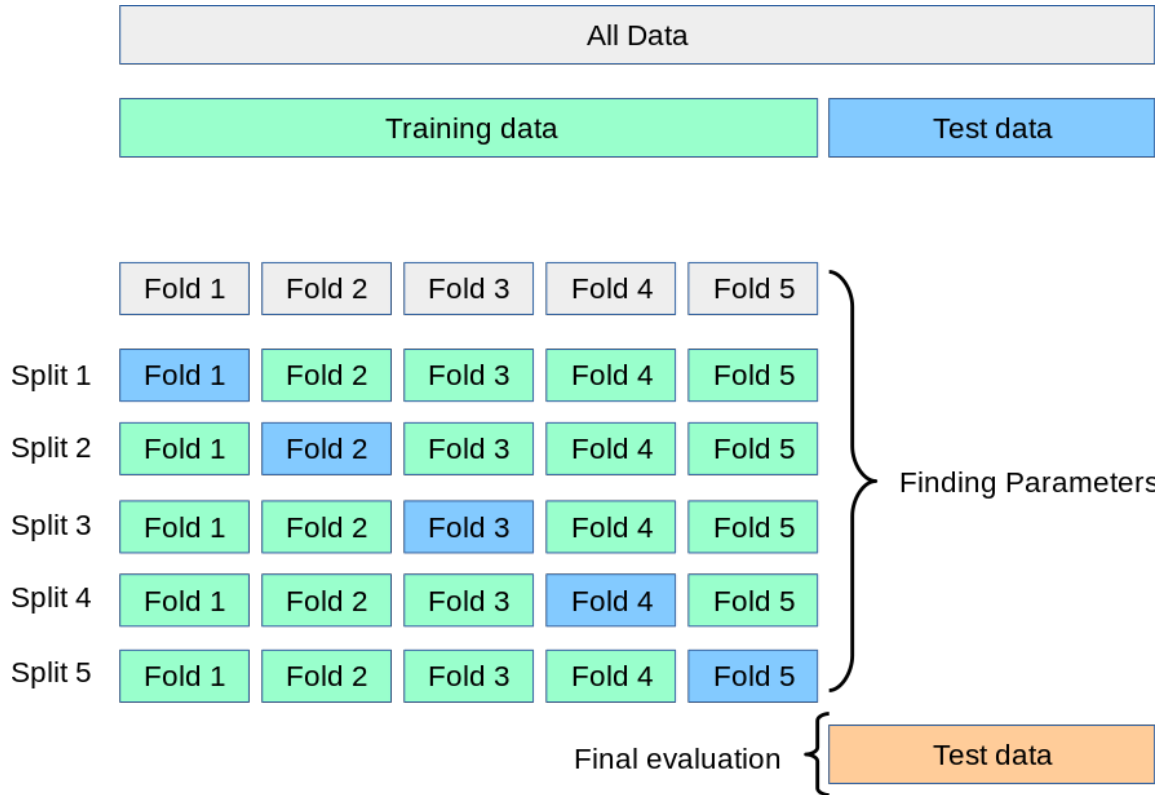 All Data
Training data Test data
Fold 1 Fold 2 Fold 3 Fold 4 Fold 5
Split 1 Fold 1 Fold 2 Fold 3 Fold 4 Fold 5
Split 2 Fold 1 Fold 2 Fold 3 Fold 4 Fold 5
Finding Parameters
Split 3 Fold 1 Fold 2 Fold 3 Fold 4 Fold 5
Split 4 Fold 1 Fold 2 Fold 3 Fold 4 Fold 5
Split 5 Fold 1 Fold 2 Fold 3 Fold 4 Fold 5
Final evaluation Test data